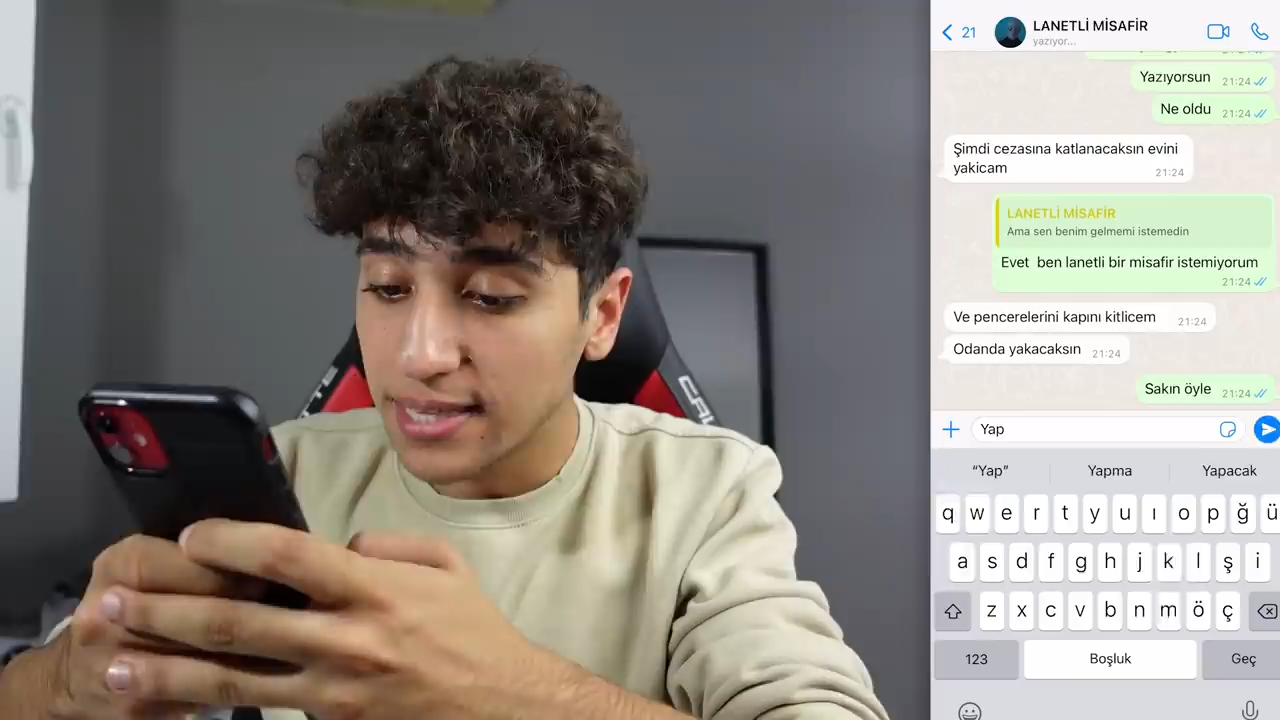 21
LANETLİ MİSAFİR
yazıyor...
Yazıyorsun
21:24
Ne oldu
21:24
Şimdi cezasına katlanacaksın evini
yakicam
21:24
LANETLİ MİSAFİR
Ama sen benim gelmemi istemedin
Evet ben lanetli bir misafir istemiyorum
21:24
Ve pencerelerini kapını kitlicem
21:24
Odanda yakacaksın
21:24
Sakın öyle
21:24
Yap
“Yap”
Yapma
Yapacak
q w e r t y u ı o p ğ ü
a s d f g h j k l ş i
z x c v b n m ö ç
123
Boşluk
Geç